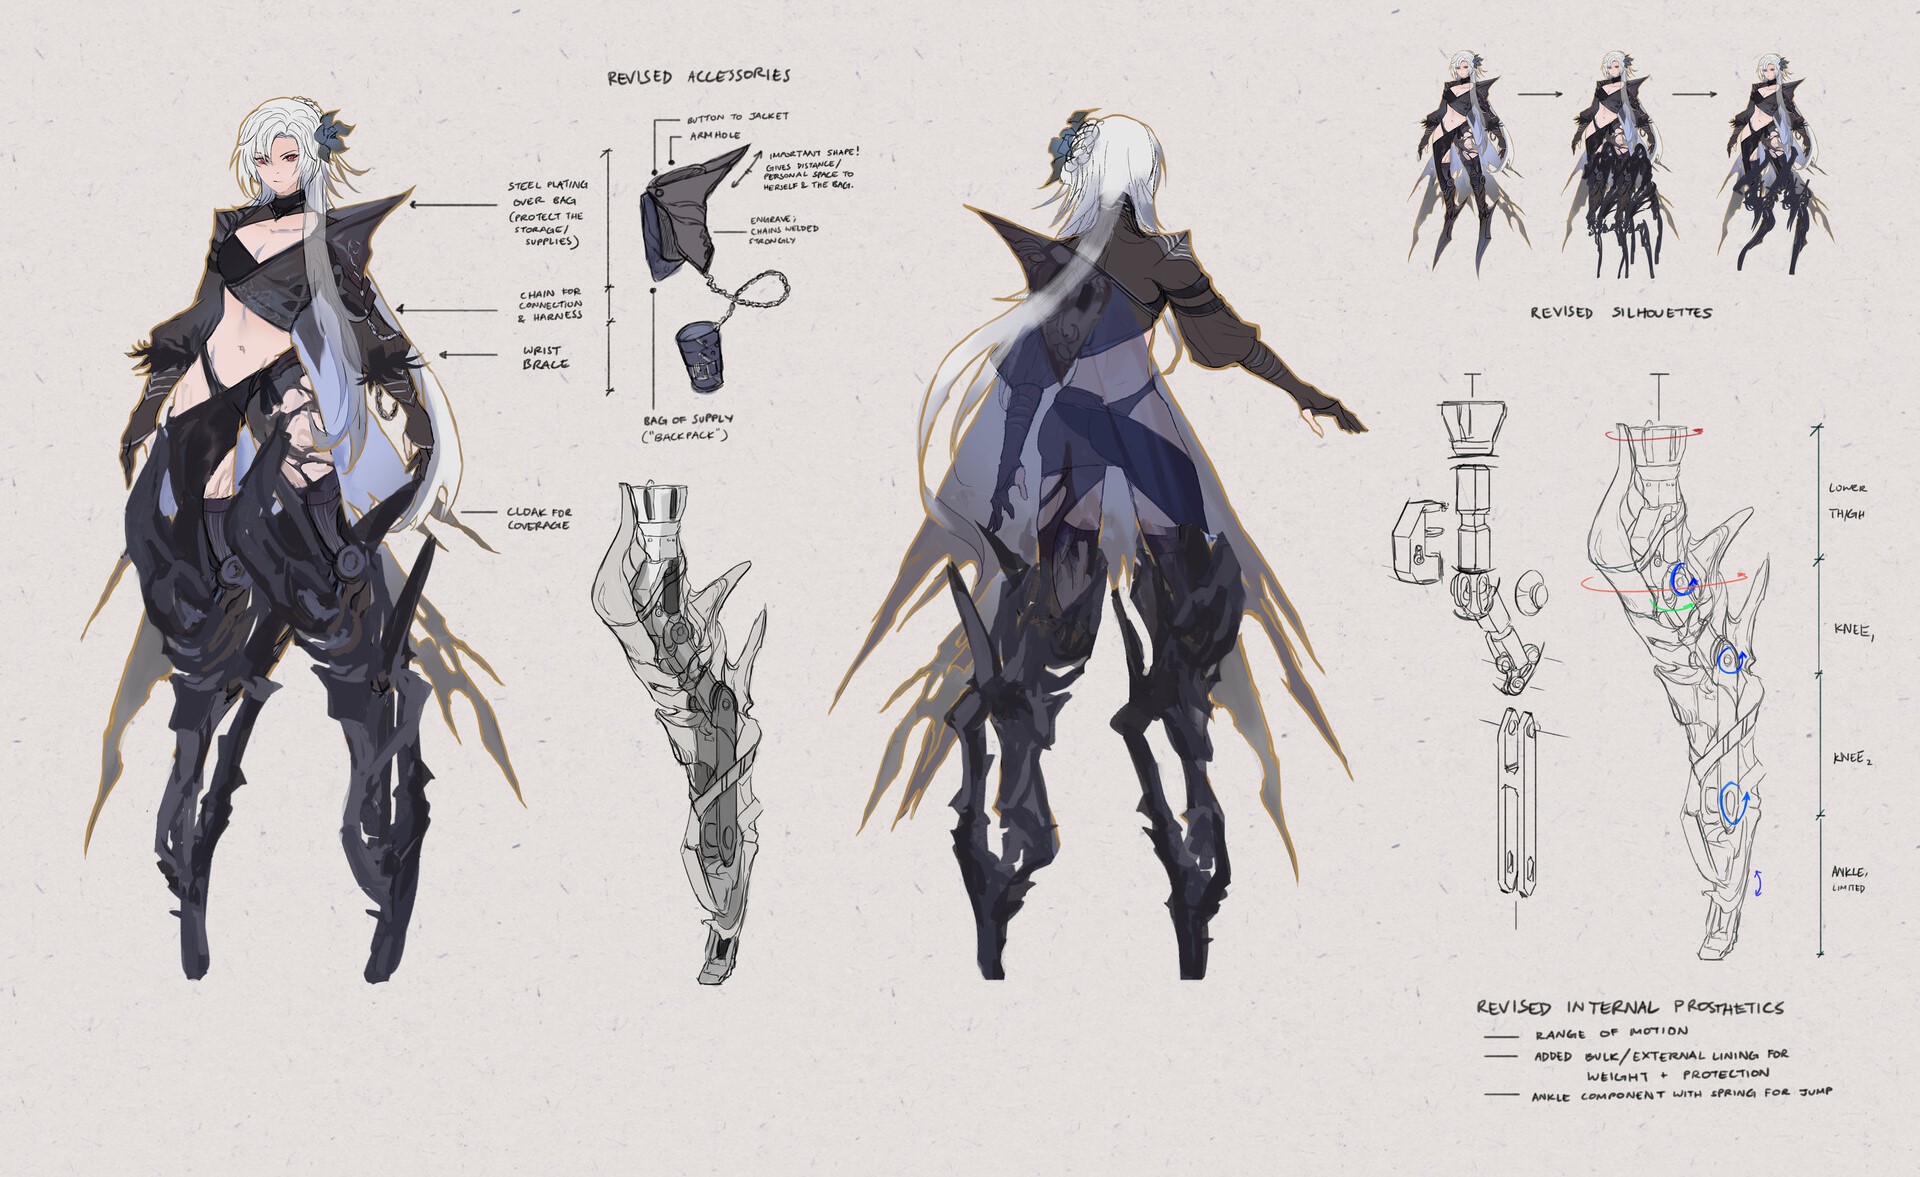 REVISED ACCESSORIES
BUTTON TO JACKET
ARMHOLE
IMPORTANT SHAPE!
GIVES DISTANCE/
PERSONAL SPACE TO
HERSELF & THE BAG.
STEEL PLATING
OVER BAG
(PROTECT THE
STORAGE/
SUPPLIES)
ENGRAVE;
CHAINS WELDED
STRONGLY
CHAIN FOR
CONNECTION
& HARNESS
WRIST
BRACE
BAG OF SUPPLY
("BACKPACK")
CLOAK FOR
COVERAGE
REVISED SILHOUETTES
LOWER
THIGH
KNEE₁
KNEE₂
ANKLE,
LIMITED
REVISED INTERNAL PROSTHETICS
RANGE OF MOTION
ADDED BULK/EXTERNAL LINING FOR
WEIGHT + PROTECTION
ANKLE COMPONENT WITH SPRING FOR JUMP